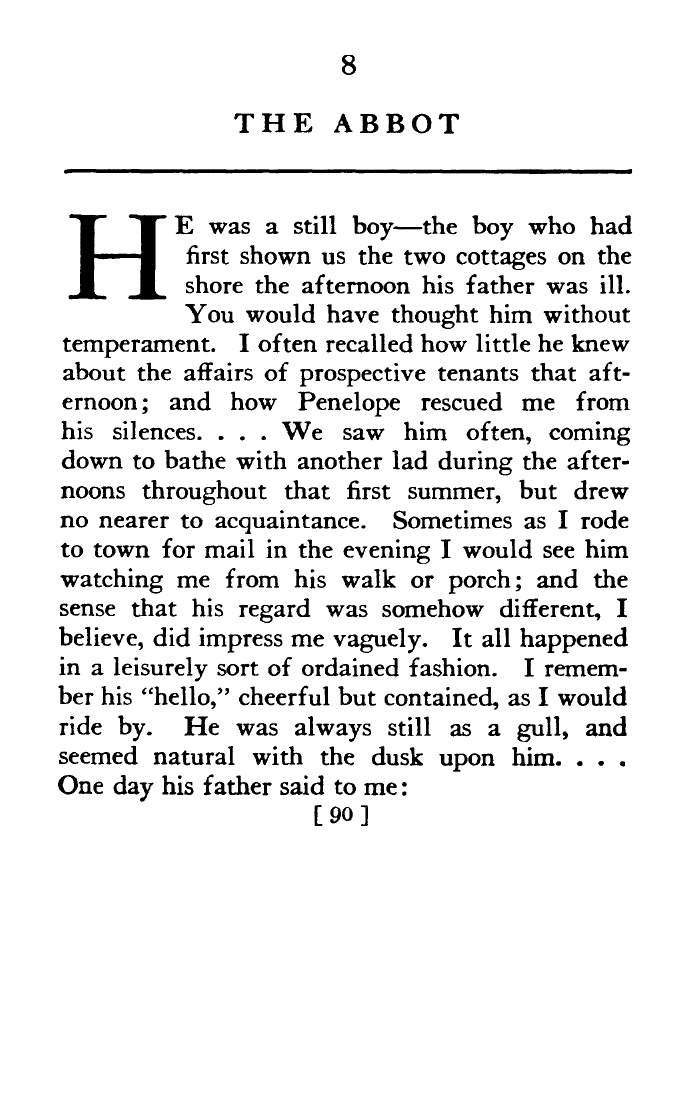 8
THE ABBOT
HE was a still boy—the boy who had
first shown us the two cottages on the
shore the afternoon his father was ill.
You would have thought him without
temperament. I often recalled how little he knew
about the affairs of prospective tenants that aft-
ernoon; and how Penelope rescued me from
his silences. . . . We saw him often, coming
down to bathe with another lad during the after-
noons throughout that first summer, but drew
no nearer to acquaintance. Sometimes as I rode
to town for mail in the evening I would see him
watching me from his walk or porch; and the
sense that his regard was somehow different, I
believe, did impress me vaguely. It all happened
in a leisurely sort of ordained fashion. I remem-
ber his “hello,” cheerful but contained, as I would
ride by. He was always still as a gull, and
seemed natural with the dusk upon him. . . .
One day his father said to me:
[ 90 ]